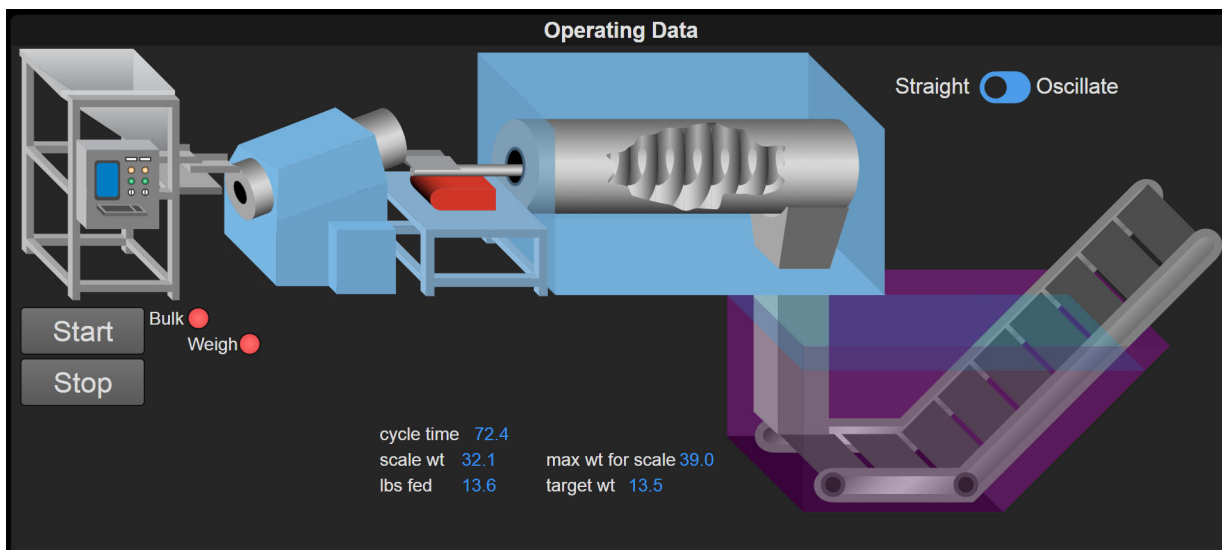 Operating Data
Straight Oscillate
Start
Bulk
Weigh
Stop
cycle time 72.4
scale wt 32.1 max wt for scale 39.0
lbs fed 13.6 target wt 13.5